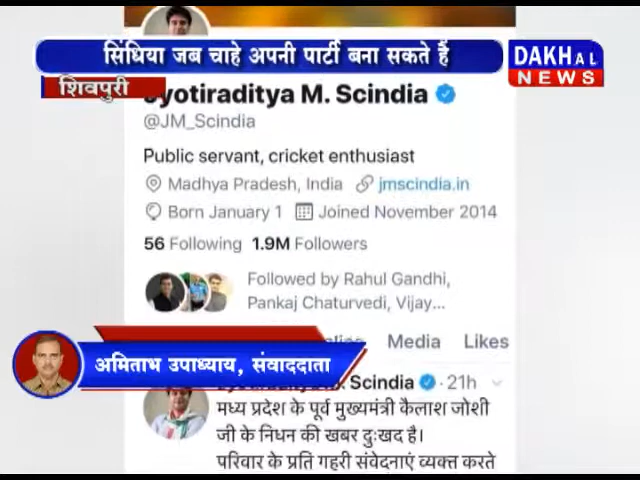 सिंधिया जब चाहे अपनी पार्टी बना सकते हैं
DAKHAL
NEWS
शिवपुरी
Jyotiraditya M. Scindia
@JM_Scindia
Public servant, cricket enthusiast
Madhya Pradesh, India jmscindia.in
Born January 1 Joined November 2014
56 Following 1.9M Followers
Followed by Rahul Gandhi,
Pankaj Chaturvedi, Vijay...
Media Likes
अमिताभ उपाध्याय, संवाददाता
Scindia · 21h
मध्य प्रदेश के पूर्व मुख्यमंत्री कैलाश जोशी
जी के निधन की खबर दुःखद है।
परिवार के प्रति गहरी संवेदनाएं व्यक्त करते